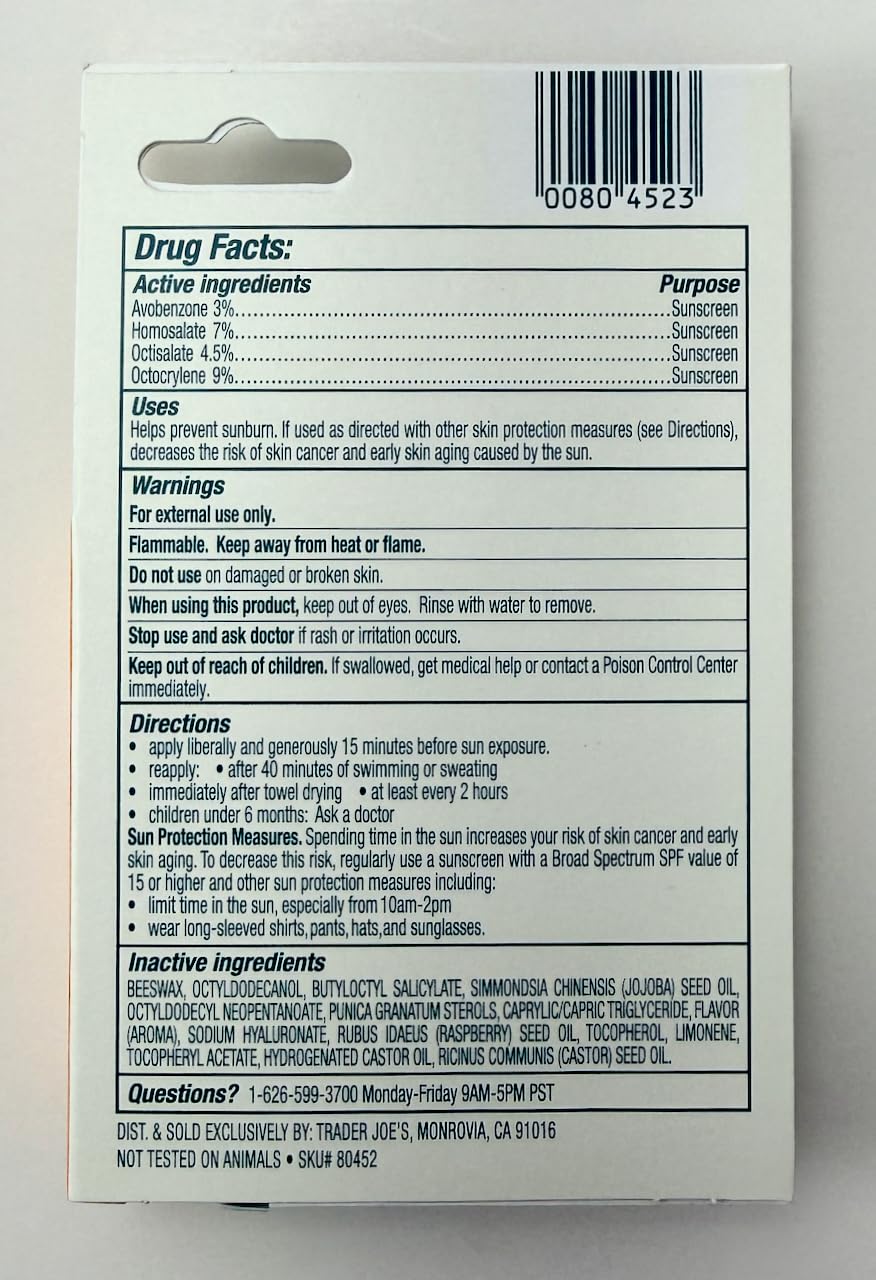 0080 4523
Drug Facts:
Active ingredients Purpose
Avobenzone 3%......................................................................Sunscreen
Homosalate 7%......................................................................Sunscreen
Octisalate 4.5%......................................................................Sunscreen
Octocrylene 9%......................................................................Sunscreen
Uses
Helps prevent sunburn. If used as directed with other skin protection measures (see Directions),
decreases the risk of skin cancer and early skin aging caused by the sun.
Warnings
For external use only.
Flammable. Keep away from heat or flame.
Do not use on damaged or broken skin.
When using this product, keep out of eyes. Rinse with water to remove.
Stop use and ask doctor if rash or irritation occurs.
Keep out of reach of children. If swallowed, get medical help or contact a Poison Control Center
immediately.
Directions
• apply liberally and generously 15 minutes before sun exposure.
• reapply: • after 40 minutes of swimming or sweating
• immediately after towel drying • at least every 2 hours
• children under 6 months: Ask a doctor
Sun Protection Measures. Spending time in the sun increases your risk of skin cancer and early
skin aging. To decrease this risk, regularly use a sunscreen with a Broad Spectrum SPF value of
15 or higher and other sun protection measures including:
• limit time in the sun, especially from 10am-2pm
• wear long-sleeved shirts, pants, hats, and sunglasses.
Inactive ingredients
BEESWAX, OCTYLDODECANOL, BUTYLOCTYL SALICYLATE, SIMMONDSIA CHINENSIS (JOJOBA) SEED OIL,
OCTYLDODECYL NEOPENTANOATE, PUNICA GRANATUM STEROLS, CAPRYLIC/CAPRIC TRIGLYCERIDE, FLAVOR
(AROMA), SODIUM HYALURONATE, RUBUS IDAEUS (RASPBERRY) SEED OIL, TOCOPHEROL, LIMONENE,
TOCOPHERYL ACETATE, HYDROGENATED CASTOR OIL, RICINUS COMMUNIS (CASTOR) SEED OIL.
Questions? 1-626-599-3700 Monday-Friday 9AM-5PM PST
DIST. & SOLD EXCLUSIVELY BY: TRADER JOE'S, MONROVIA, CA 91016
NOT TESTED ON ANIMALS • SKU# 80452